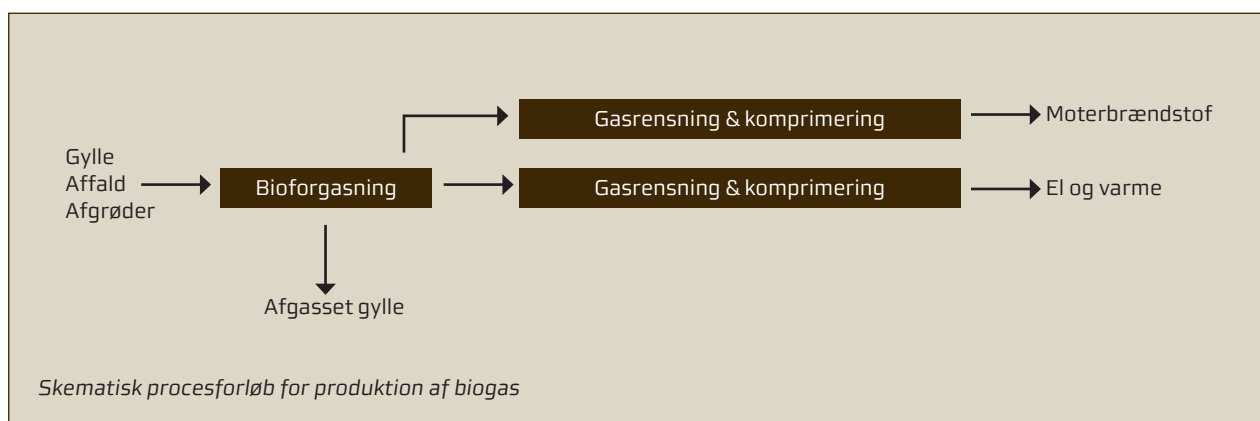 Gasrensning & komprimering
Moterbrændstof
Gylle
Affald
Afgrøder
Bioforgasning
Gasrensning & komprimering
El og varme
Afgasset gylle
Skematisk procesforløb for produktion af biogas